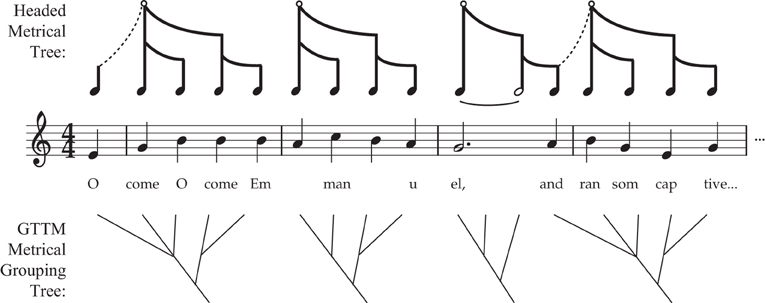 Headed
Metrical
Tree:
4
4
...
O come O come Em man u el, and ran som cap tive...
GTTM
Metrical
Grouping
Tree: